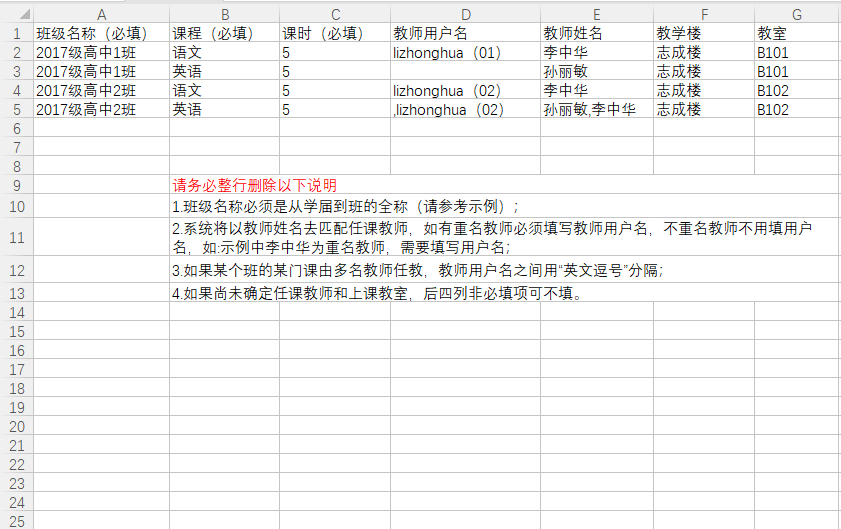 A B C D E F G
1 班级名称（必填） 课程（必填） 课时（必填） 教师用户名 教师姓名 教学楼 教室
2 2017级高中1班 语文 5 lizhonghua（01） 李中华 志成楼 B101
3 2017级高中1班 英语 5 孙丽敏 志成楼 B101
4 2017级高中2班 语文 5 lizhonghua（02） 李中华 志成楼 B102
5 2017级高中2班 英语 5 ,lizhonghua（02） 孙丽敏,李中华 志成楼 B102
6
7
8
9 请务必整行删除以下说明
10 1.班级名称必须是从学届到班的全称（请参考示例）;
11 2.系统将以教师姓名去匹配任课教师，如有重名教师必须填写教师用户名，不重名教师不用填用户
名，如:示例中李中华为重名教师，需要填写用户名;
12 3.如果某个班的某门课由多名教师任教，教师用户名之间用“英文逗号”分隔;
13 4.如果尚未确定任课教师和上课教室，后四列非必填项可不填。
14
15
16
17
18
19
20
21
22
23
24
25